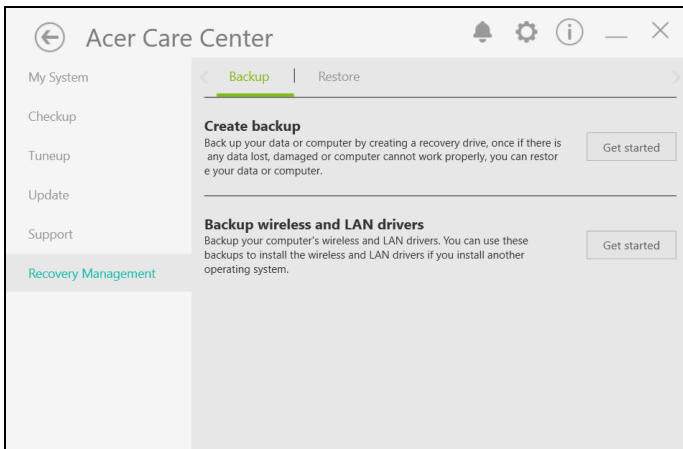 Acer Care Center
My System
Checkup
Tuneup
Update
Support
Recovery Management
Backup
Restore
Create backup
Back up your data or computer by creating a recovery drive, once if there is
any data lost, damaged or computer cannot work properly, you can restor
e your data or computer.
Get started
Backup wireless and LAN drivers
Backup your computer's wireless and LAN drivers. You can use these
backups to install the wireless and LAN drivers if you install another
operating system.
Get started